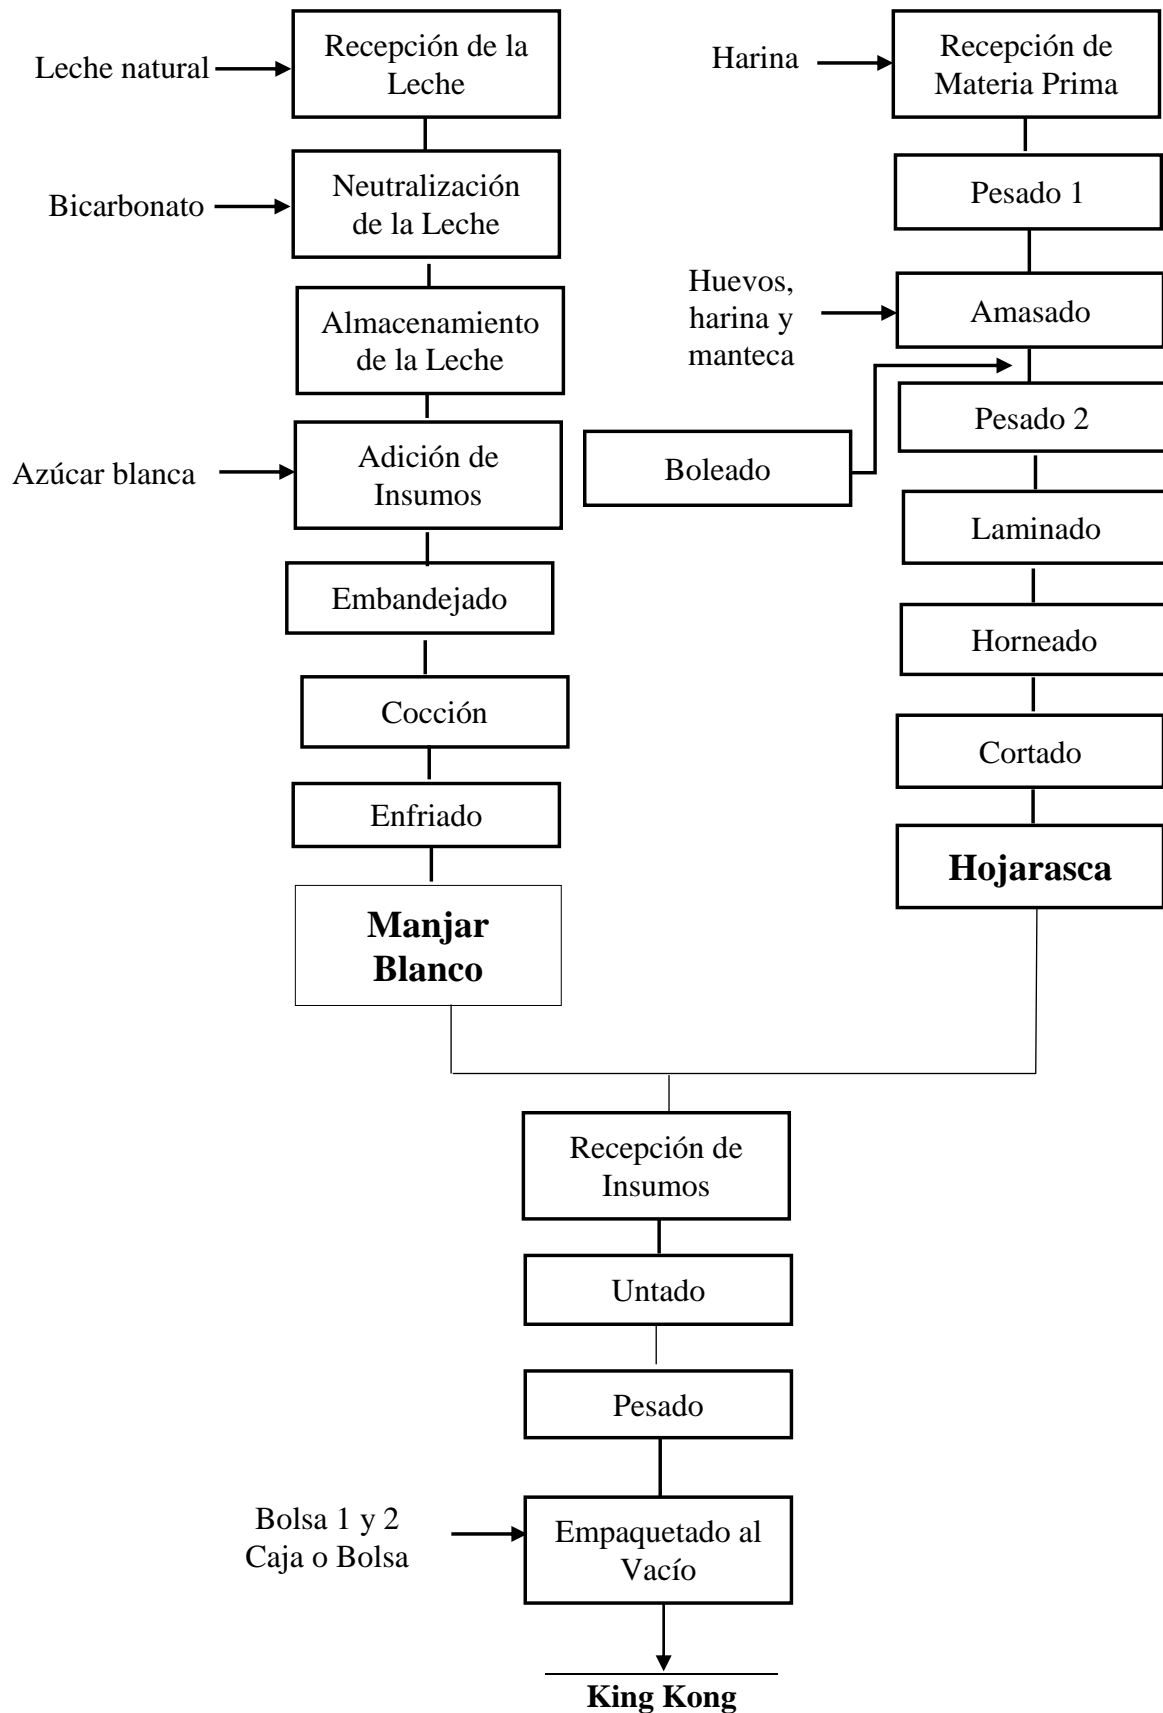 Leche natural
Recepción de la
Leche
Bicarbonato
Neutralización
de la Leche
Almacenamiento
de la Leche
Azúcar blanca
Adición de
Insumos
Embandejado
Cocción
Enfriado
Manjar
Blanco
Harina
Recepción de
Materia Prima
Pesado 1
Huevos,
harina y
manteca
Amasado
Boleado
Pesado 2
Laminado
Horneado
Cortado
Hojarasca
Recepción de
Insumos
Untado
Pesado
Bolsa 1 y 2
Caja o Bolsa
Empaquetado al
Vacío
King Kong